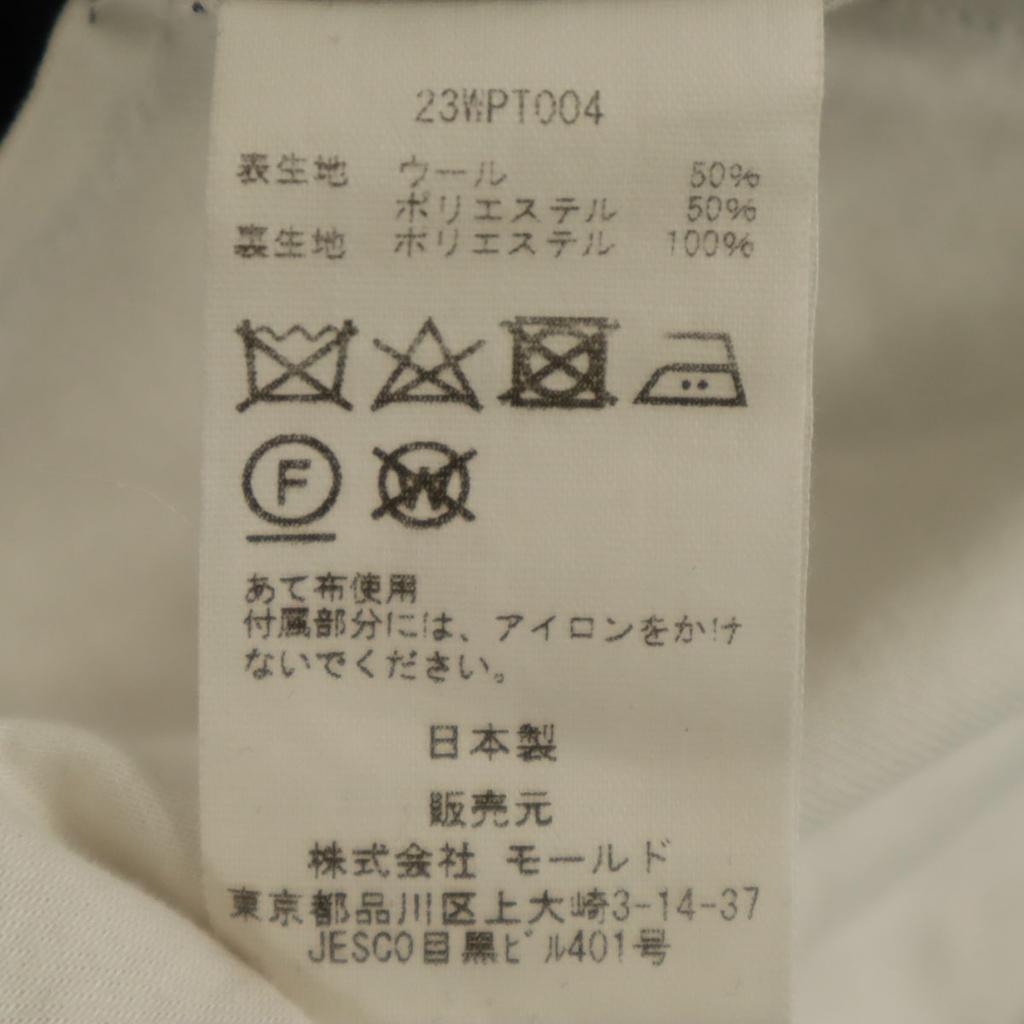 23WPT004
表生地 ウール 50%
ポリエステル 50%
裏生地 ポリエステル 100%
F
W
あて布使用
付属部分には、アイロンをかけ
ないでください。
日本製
販売元
株式会社 モールド
東京都品川区上大崎3-14-37
JESCO目黒ビル401号